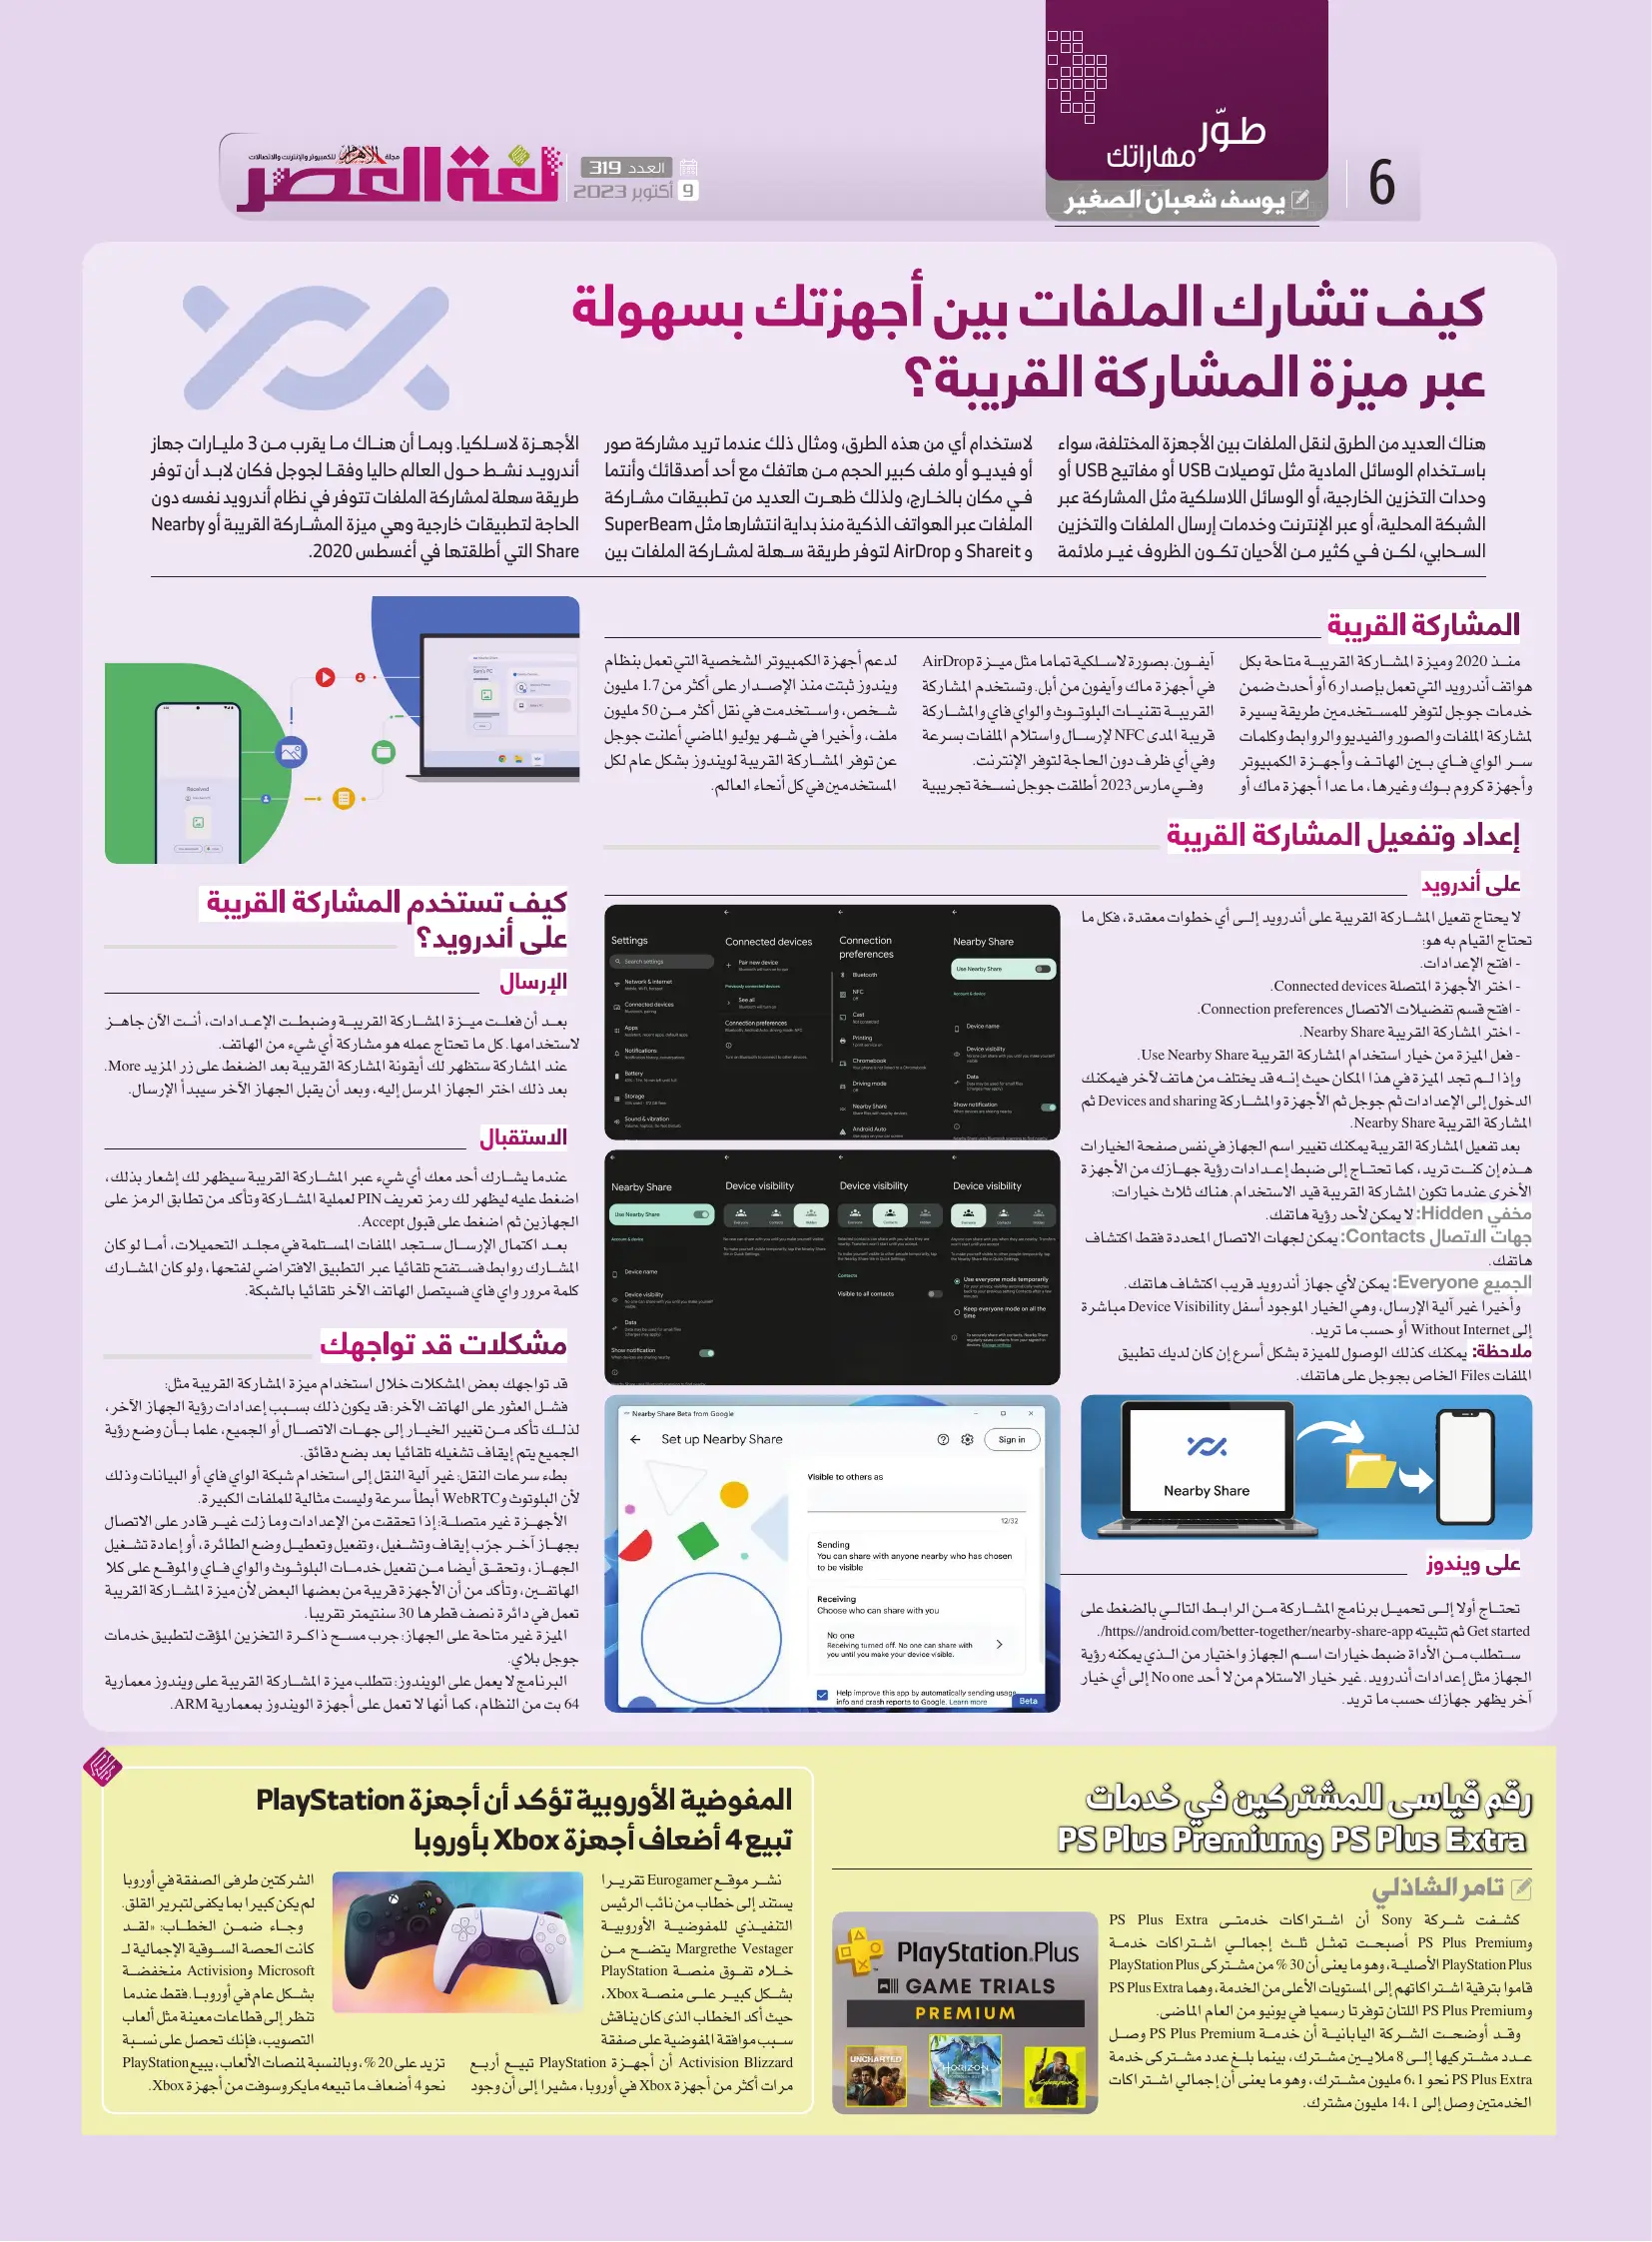 6
طوّر
مهاراتك
يوسف شعبان الصغير
العدد 319
9 أكتوبر 2023
مجلة الأهرام للكمبيوتر والإنترنت والاتصالات
لغة العصر
كيف تشارك الملفات بين أجهزتك بسهولة
عبر ميزة المشاركة القريبة؟
هناك العديد من الطرق لنقل الملفات بين الأجهزة المختلفة، سواء
باستخدام الوسائل المادية مثل توصيلات USB أو مفاتيح USB أو
وحدات التخزين الخارجية، أو الوسائل اللاسلكية مثل المشاركة عبر
الشبكة المحلية، أو عبر الإنترنت وخدمات إرسال الملفات والتخزين
السحابي، لكن في كثير من الأحيان تكون الظروف غير ملائمة
لاستخدام أي من هذه الطرق، ومثال ذلك عندما تريد مشاركة صور
أو فيديو أو ملف كبير الحجم من هاتفك مع أحد أصدقائك وأنتما
في مكان بالخارج، ولذلك ظهرت العديد من تطبيقات مشاركة
الملفات عبر الهواتف الذكية منذ بداية انتشارها مثل SuperBeam
و Shareit و AirDrop لتوفر طريقة سهلة لمشاركة الملفات بين
الأجهزة لاسلكيا. وبما أن هناك ما يقرب من 3 مليارات جهاز
أندرويد نشط حول العالم حاليا وفقا لجوجل فكان لابد أن توفر
طريقة سهلة لمشاركة الملفات تتوفر في نظام أندرويد نفسه دون
الحاجة لتطبيقات خارجية وهي ميزة المشاركة القريبة أو Nearby
Share التي أطلقتها في أغسطس 2020.
المشاركة القريبة
منذ 2020 وميزة المشاركة القريبة متاحة بكل
هواتف أندرويد التي تعمل بإصدار 6 أو أحدث ضمن
خدمات جوجل لتوفر للمستخدمين طريقة يسيرة
لمشاركة الملفات والصور والفيديو والروابط وكلمات
سر الواي فاي بين الهاتف وأجهزة الكمبيوتر
وأجهزة كروم بوك وغيرها، ما عدا أجهزة ماك أو
آيفون. بصورة لاسلكية تماما مثل ميزة AirDrop
في أجهزة ماك وآيفون من أبل. وتستخدم المشاركة
القريبة تقنيات البلوتوث والواي فاي والمشاركة
قريبة المدى NFC لإرسال واستلام الملفات بسرعة
وفي أي ظرف دون الحاجة لتوفر الإنترنت.
وفي مارس 2023 أطلقت جوجل نسخة تجريبية
لدعم أجهزة الكمبيوتر الشخصية التي تعمل بنظام
ويندوز ثبتت منذ الإصدار على أكثر من 1.7 مليون
شخص، واستخدمت في نقل أكثر من 50 مليون
ملف، وأخيرا في شهر يوليو الماضي أعلنت جوجل
عن توفر المشاركة القريبة لويندوز بشكل عام لكل
المستخدمين في كل أنحاء العالم.
Received
إعداد وتفعيل المشاركة القريبة
على أندرويد
لا يحتاج تفعيل المشاركة القريبة على أندرويد إلى أي خطوات معقدة، فكل ما
تحتاج القيام به هو:
- افتح الإعدادات.
- اختر الأجهزة المتصلة Connected devices.
- افتح قسم تفضيلات الاتصال Connection preferences.
- اختر المشاركة القريبة Nearby Share.
- فعل الميزة من خيار استخدام المشاركة القريبة Use Nearby Share.
وإذا لم تجد الميزة في هذا المكان حيث إنه قد يختلف من هاتف لآخر فيمكنك
الدخول إلى الإعدادات ثم جوجل ثم الأجهزة والمشاركة Devices and sharing ثم
المشاركة القريبة Nearby Share.
بعد تفعيل المشاركة القريبة يمكنك تغيير اسم الجهاز في نفس صفحة الخيارات
هذه إن كنت تريد، كما تحتاج إلى ضبط إعدادات رؤية جهازك من الأجهزة
الأخرى عندما تكون المشاركة القريبة قيد الاستخدام. هناك ثلاث خيارات:
مخفي Hidden: لا يمكن لأحد رؤية هاتفك.
جهات الاتصال Contacts: يمكن لجهات الاتصال المحددة فقط اكتشاف
هاتفك.
الجميع Everyone: يمكن لأي جهاز أندرويد قريب اكتشاف هاتفك.
وأخيرا غير آلية الإرسال، وهي الخيار الموجود أسفل Device Visibility مباشرة
إلى Without Internet أو حسب ما تريد.
ملاحظة: يمكنك كذلك الوصول للميزة بشكل أسرع إن كان لديك تطبيق
الملفات Files الخاص بجوجل على هاتفك.
Nearby Share
على ويندوز
تحتاج أولا إلى تحميل برنامج المشاركة من الرابط التالي بالضغط على
Get started ثم تثبيته https://android.com/better-together/nearby-share-app/.
ستطلب من الأداة ضبط خيارات اسم الجهاز واختيار من الذي يمكنه رؤية
الجهاز مثل إعدادات أندرويد. غير خيار الاستلام من لا أحد No one إلى أي خيار
آخر يظهر جهازك حسب ما تريد.
Settings
Search settings
Network & internet
Connected devices
Apps
Notifications
Battery
Storage
Sound & vibration
Connected devices
Pair new device
See all
Connection preferences
Connection
preferences
Bluetooth
NFC
Cast
Printing
Chromebook
Driving mode
Nearby Share
Android Auto
Nearby Share
Use Nearby Share
Device name
Device visibility
Data
Show notification
Nearby Share
Use Nearby Share
Device name
Device visibility
Data
Show notification
Device visibility
Device visibility
Contacts
Visible to all contacts
Device visibility
Use everyone mode temporarily
Keep everyone mode on all the
time
Nearby Share Beta from Google
Set up Nearby Share
Sign in
Visible to others as
12/32
Sending
You can share with anyone nearby who has chosen
to be visible
Receiving
Choose who can share with you
No one
Receiving turned off. No one can share with
you until you make your device visible.
Help improve this app by automatically sending usage
info and crash reports to Google. Learn more
Beta
كيف تستخدم المشاركة القريبة
على أندرويد؟
الإرسال
بعد أن فعلت ميزة المشاركة القريبة وضبطت الإعدادات، أنت الآن جاهز
لاستخدامها. كل ما تحتاج عمله هو مشاركة أي شيء من الهاتف.
عند المشاركة ستظهر لك أيقونة المشاركة القريبة بعد الضغط على زر المزيد More.
بعد ذلك اختر الجهاز المرسل إليه، وبعد أن يقبل الجهاز الآخر سيبدأ الإرسال.
الاستقبال
عندما يشارك أحد معك أي شيء عبر المشاركة القريبة سيظهر لك إشعار بذلك،
اضغط عليه ليظهر لك رمز تعريف PIN لعملية المشاركة وتأكد من تطابق الرمز على
الجهازين ثم اضغط على قبول Accept.
بعد اكتمال الإرسال ستجد الملفات المستلمة في مجلد التحميلات، أما لو كان
المشارك روابط فستفتح تلقائيا عبر التطبيق الافتراضي لفتحها، ولو كان المشارك
كلمة مرور واي فاي فسيتصل الهاتف الآخر تلقائيا بالشبكة.
مشكلات قد تواجهك
قد تواجهك بعض المشكلات خلال استخدام ميزة المشاركة القريبة مثل:
فشل العثور على الهاتف الآخر: قد يكون ذلك بسبب إعدادات رؤية الجهاز الآخر،
لذلك تأكد من تغيير الخيار إلى جهات الاتصال أو الجميع، علما بأن وضع رؤية
الجميع يتم إيقاف تشغيله تلقائيا بعد بضع دقائق.
بطء سرعات النقل: غير آلية النقل إلى استخدام شبكة الواي فاي أو البيانات وذلك
لأن البلوتوث وWebRTC أبطأ سرعة وليست مثالية للملفات الكبيرة.
الأجهزة غير متصلة: إذا تحققت من الإعدادات وما زلت غير قادر على الاتصال
بجهاز آخر جرّب إيقاف وتشغيل، وتفعيل وتعطيل وضع الطائرة، أو إعادة تشغيل
الجهاز، وتحقق أيضا من تفعيل خدمات البلوتوث والواي فاي والموقع على كلا
الهاتفين، وتأكد من أن الأجهزة قريبة من بعضها البعض لأن ميزة المشاركة القريبة
تعمل في دائرة نصف قطرها 30 سنتيمتر تقريبا.
الميزة غير متاحة على الجهاز: جرب مسح ذاكرة التخزين المؤقت لتطبيق خدمات
جوجل بلاي.
البرنامج لا يعمل على الويندوز: تتطلب ميزة المشاركة القريبة على ويندوز معمارية
64 بت من النظام، كما أنها لا تعمل على أجهزة الويندوز بمعمارية ARM.
رقم قياسى للمشتركين في خدمات
PS Plus Extra وPS Plus Premium
تامر الشاذلي
كشفت شركة Sony أن اشتراكات خدمتى PS Plus Extra
وPS Plus Premium أصبحت تمثل ثلث إجمالي اشتراكات خدمة
PlayStation Plus الأصلية، وهو ما يعنى أن 30 % من مشتركى PlayStation Plus
قاموا بترقية اشتراكاتهم إلى المستويات الأعلى من الخدمة، وهما PS Plus Extra
وPS Plus Premium اللتان توفرتا رسميا في يونيو من العام الماضى.
وقد أوضحت الشركة اليابانية أن خدمة PS Plus Premium وصل
عدد مشتركيها إلى 8 ملايين مشترك، بينما بلغ عدد مشتركى خدمة
PS Plus Extra نحو 6،1 مليون مشترك، وهو ما يعنى أن إجمالي اشتراكات
الخدمتين وصل إلى 14،1 مليون مشترك.
PlayStation.Plus
GAME TRIALS
PREMIUM
UNCHARTED
HORIZON
Cyberpunk
المفوضية الأوروبية تؤكد أن أجهزة PlayStation
تبيع 4 أضعاف أجهزة Xbox بأوروبا
نشر موقع Eurogamer تقريرا
يستند إلى خطاب من نائب الرئيس
التنفيذي للمفوضية الأوروبية
Margrethe Vestager يتضح من
خلاله تفوق منصة PlayStation
بشكل كبير على منصة Xbox،
حيث أكد الخطاب الذى كان يناقش
سبب موافقة المفوضية على صفقة
Activision Blizzard أن أجهزة PlayStation تبيع أربع
مرات أكثر من أجهزة Xbox في أوروبا، مشيرا إلى أن وجود
الشركتين طرفى الصفقة في أوروبا
لم يكن كبيرا بما يكفى لتبرير القلق.
وجاء ضمن الخطاب: «لقد
كانت الحصة السوقية الإجمالية لـ
Microsoft وActivision منخفضة
بشكل عام في أوروبا. فقط عندما
تنظر إلى قطاعات معينة مثل ألعاب
التصويب، فإنك تحصل على نسبة
تزيد على 20 %، وبالنسبة لمنصات الألعاب، يبيع PlayStation
نحو 4 أضعاف ما تبيعه مايكروسوفت من أجهزة Xbox.